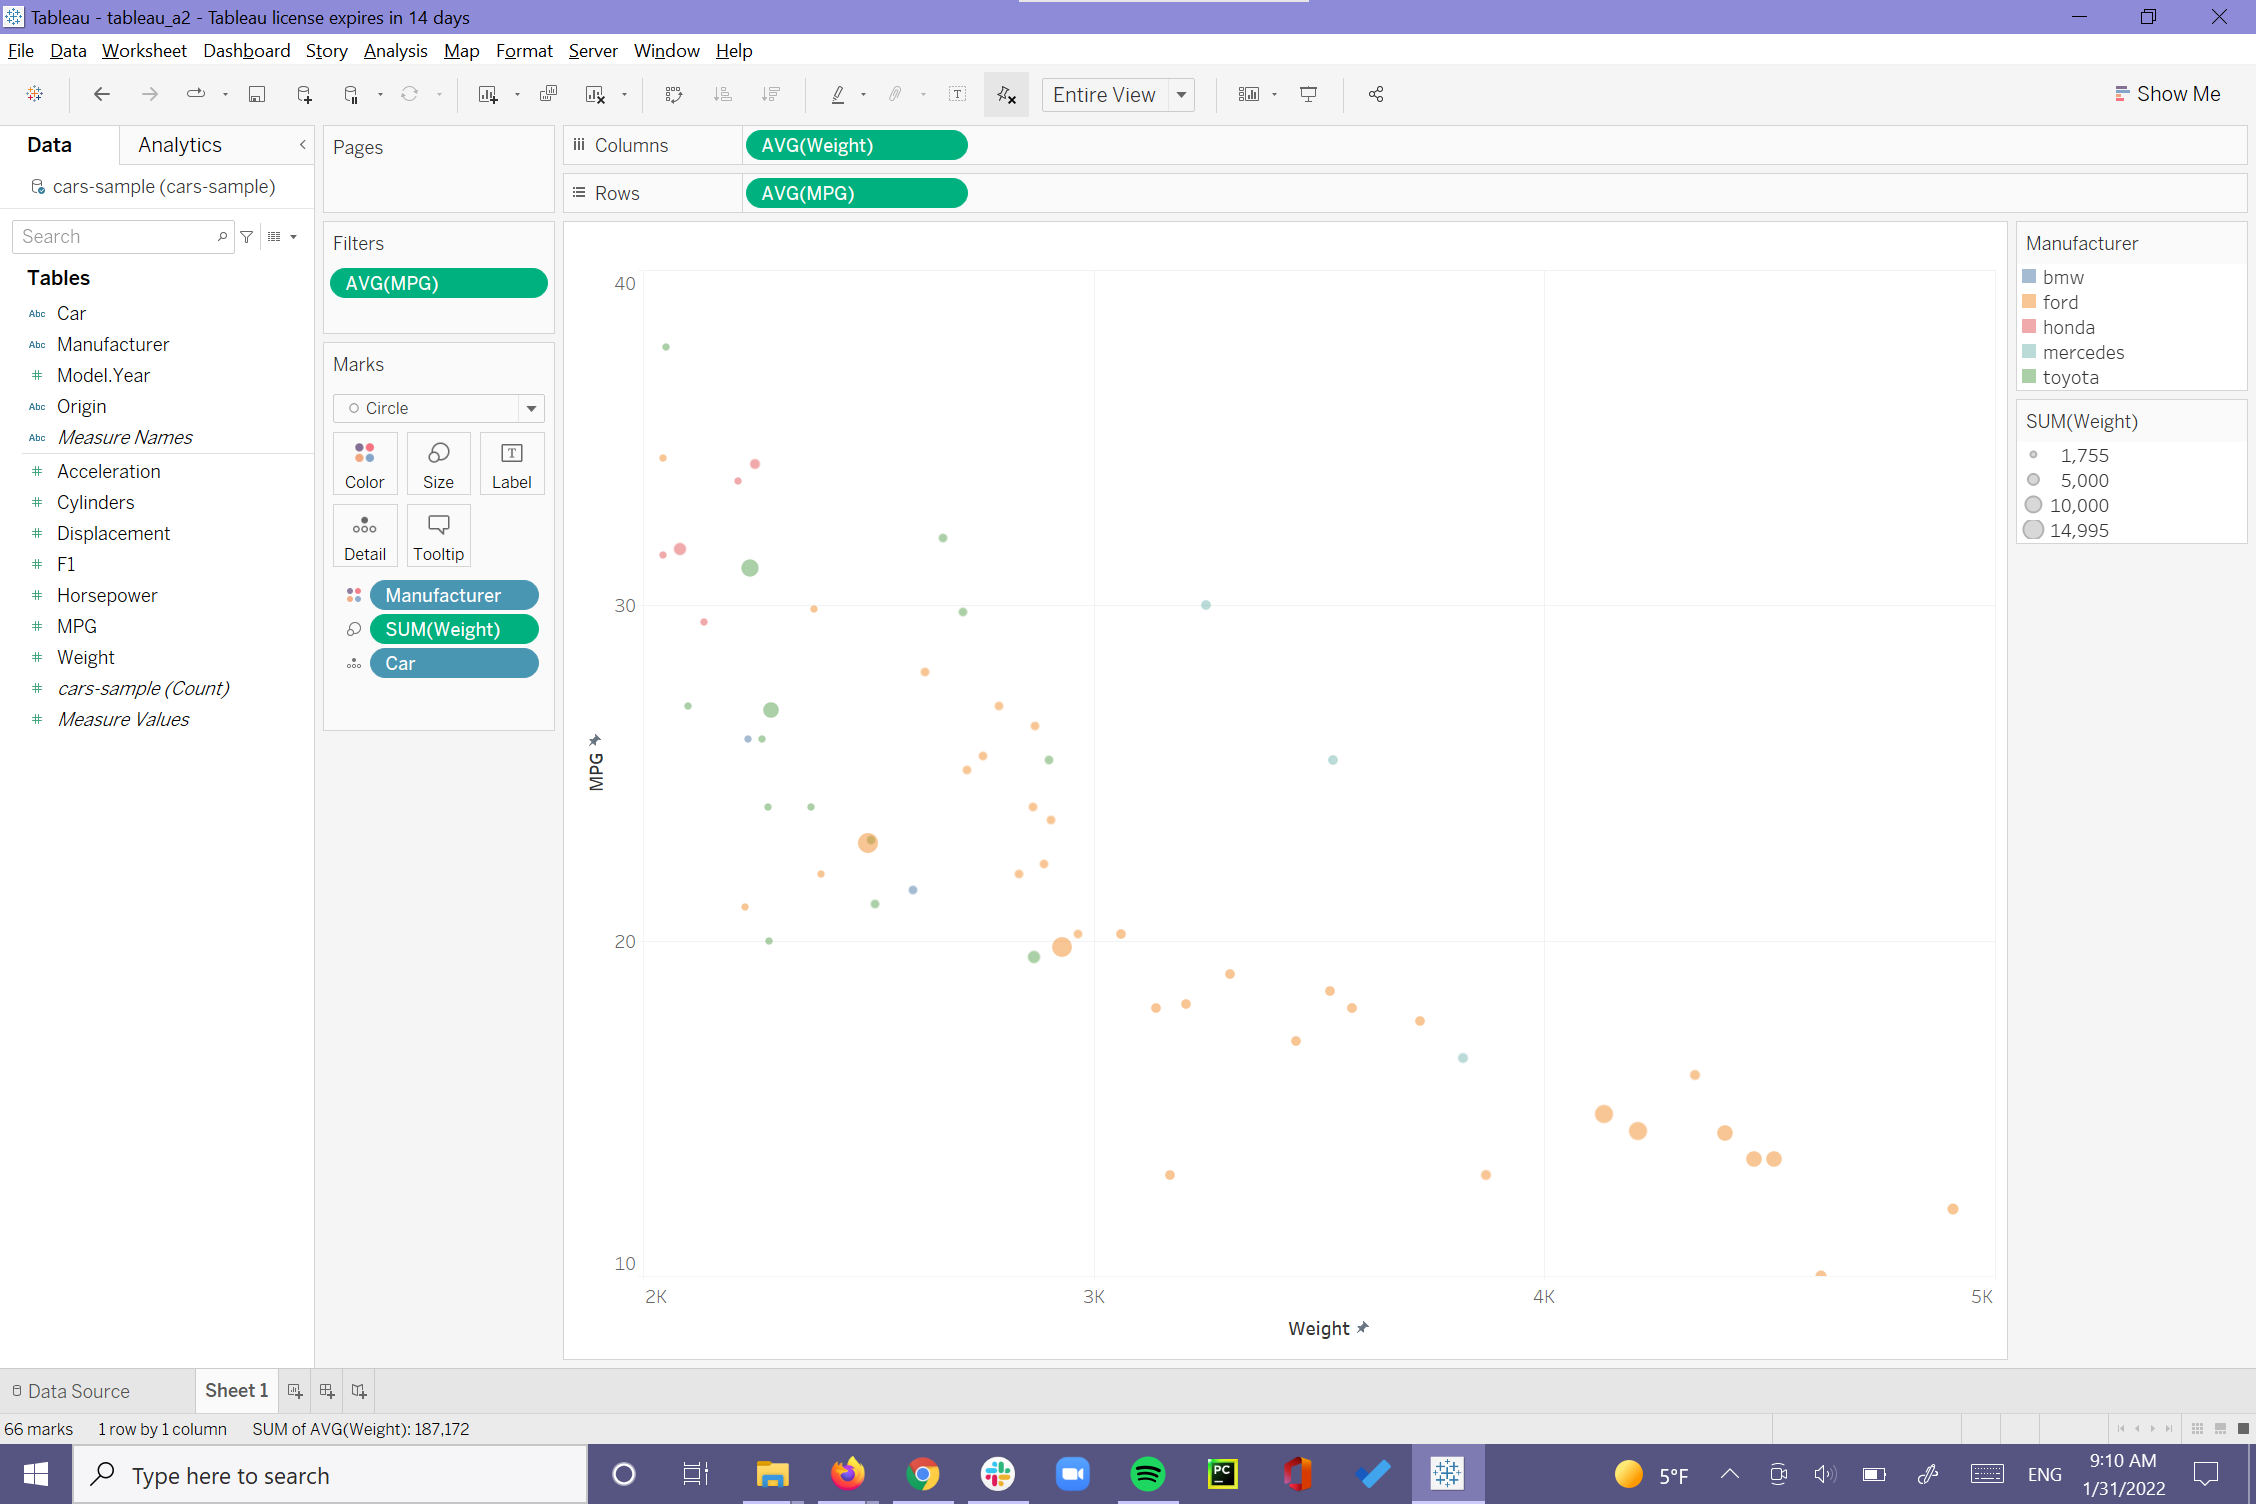 Tableau - tableau_a2 - Tableau license expires in 14 days
File Data Worksheet Dashboard Story Analysis Map Format Server Window Help
Entire View
Show Me
Data
Analytics
cars-sample (cars-sample)
Search
Tables
Abc Car
Abc Manufacturer
# Model.Year
Abc Origin
Abc Measure Names
# Acceleration
# Cylinders
# Displacement
# F1
# Horsepower
# MPG
# Weight
# cars-sample (Count)
# Measure Values
Pages
Filters
AVG(MPG)
Marks
Circle
Color
Size
T
Label
Detail
Tooltip
Manufacturer
SUM(Weight)
Car
Columns
AVG(Weight)
Rows
AVG(MPG)
40
30
20
10
MPG
2K
3K
4K
5K
Weight
Manufacturer
bmw
ford
honda
mercedes
toyota
SUM(Weight)
1,755
5,000
10,000
14,995
Data Source
Sheet 1
66 marks
1 row by 1 column
SUM of AVG(Weight): 187,172
Type here to search
PC
5°F
ENG
9:10 AM
1/31/2022